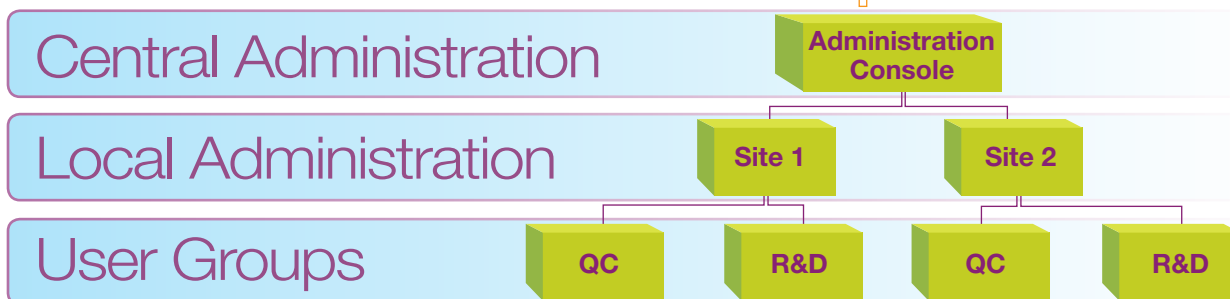 Central Administration
Administration
Console
Local Administration
Site 1
Site 2
User Groups
QC
R&D
QC
R&D